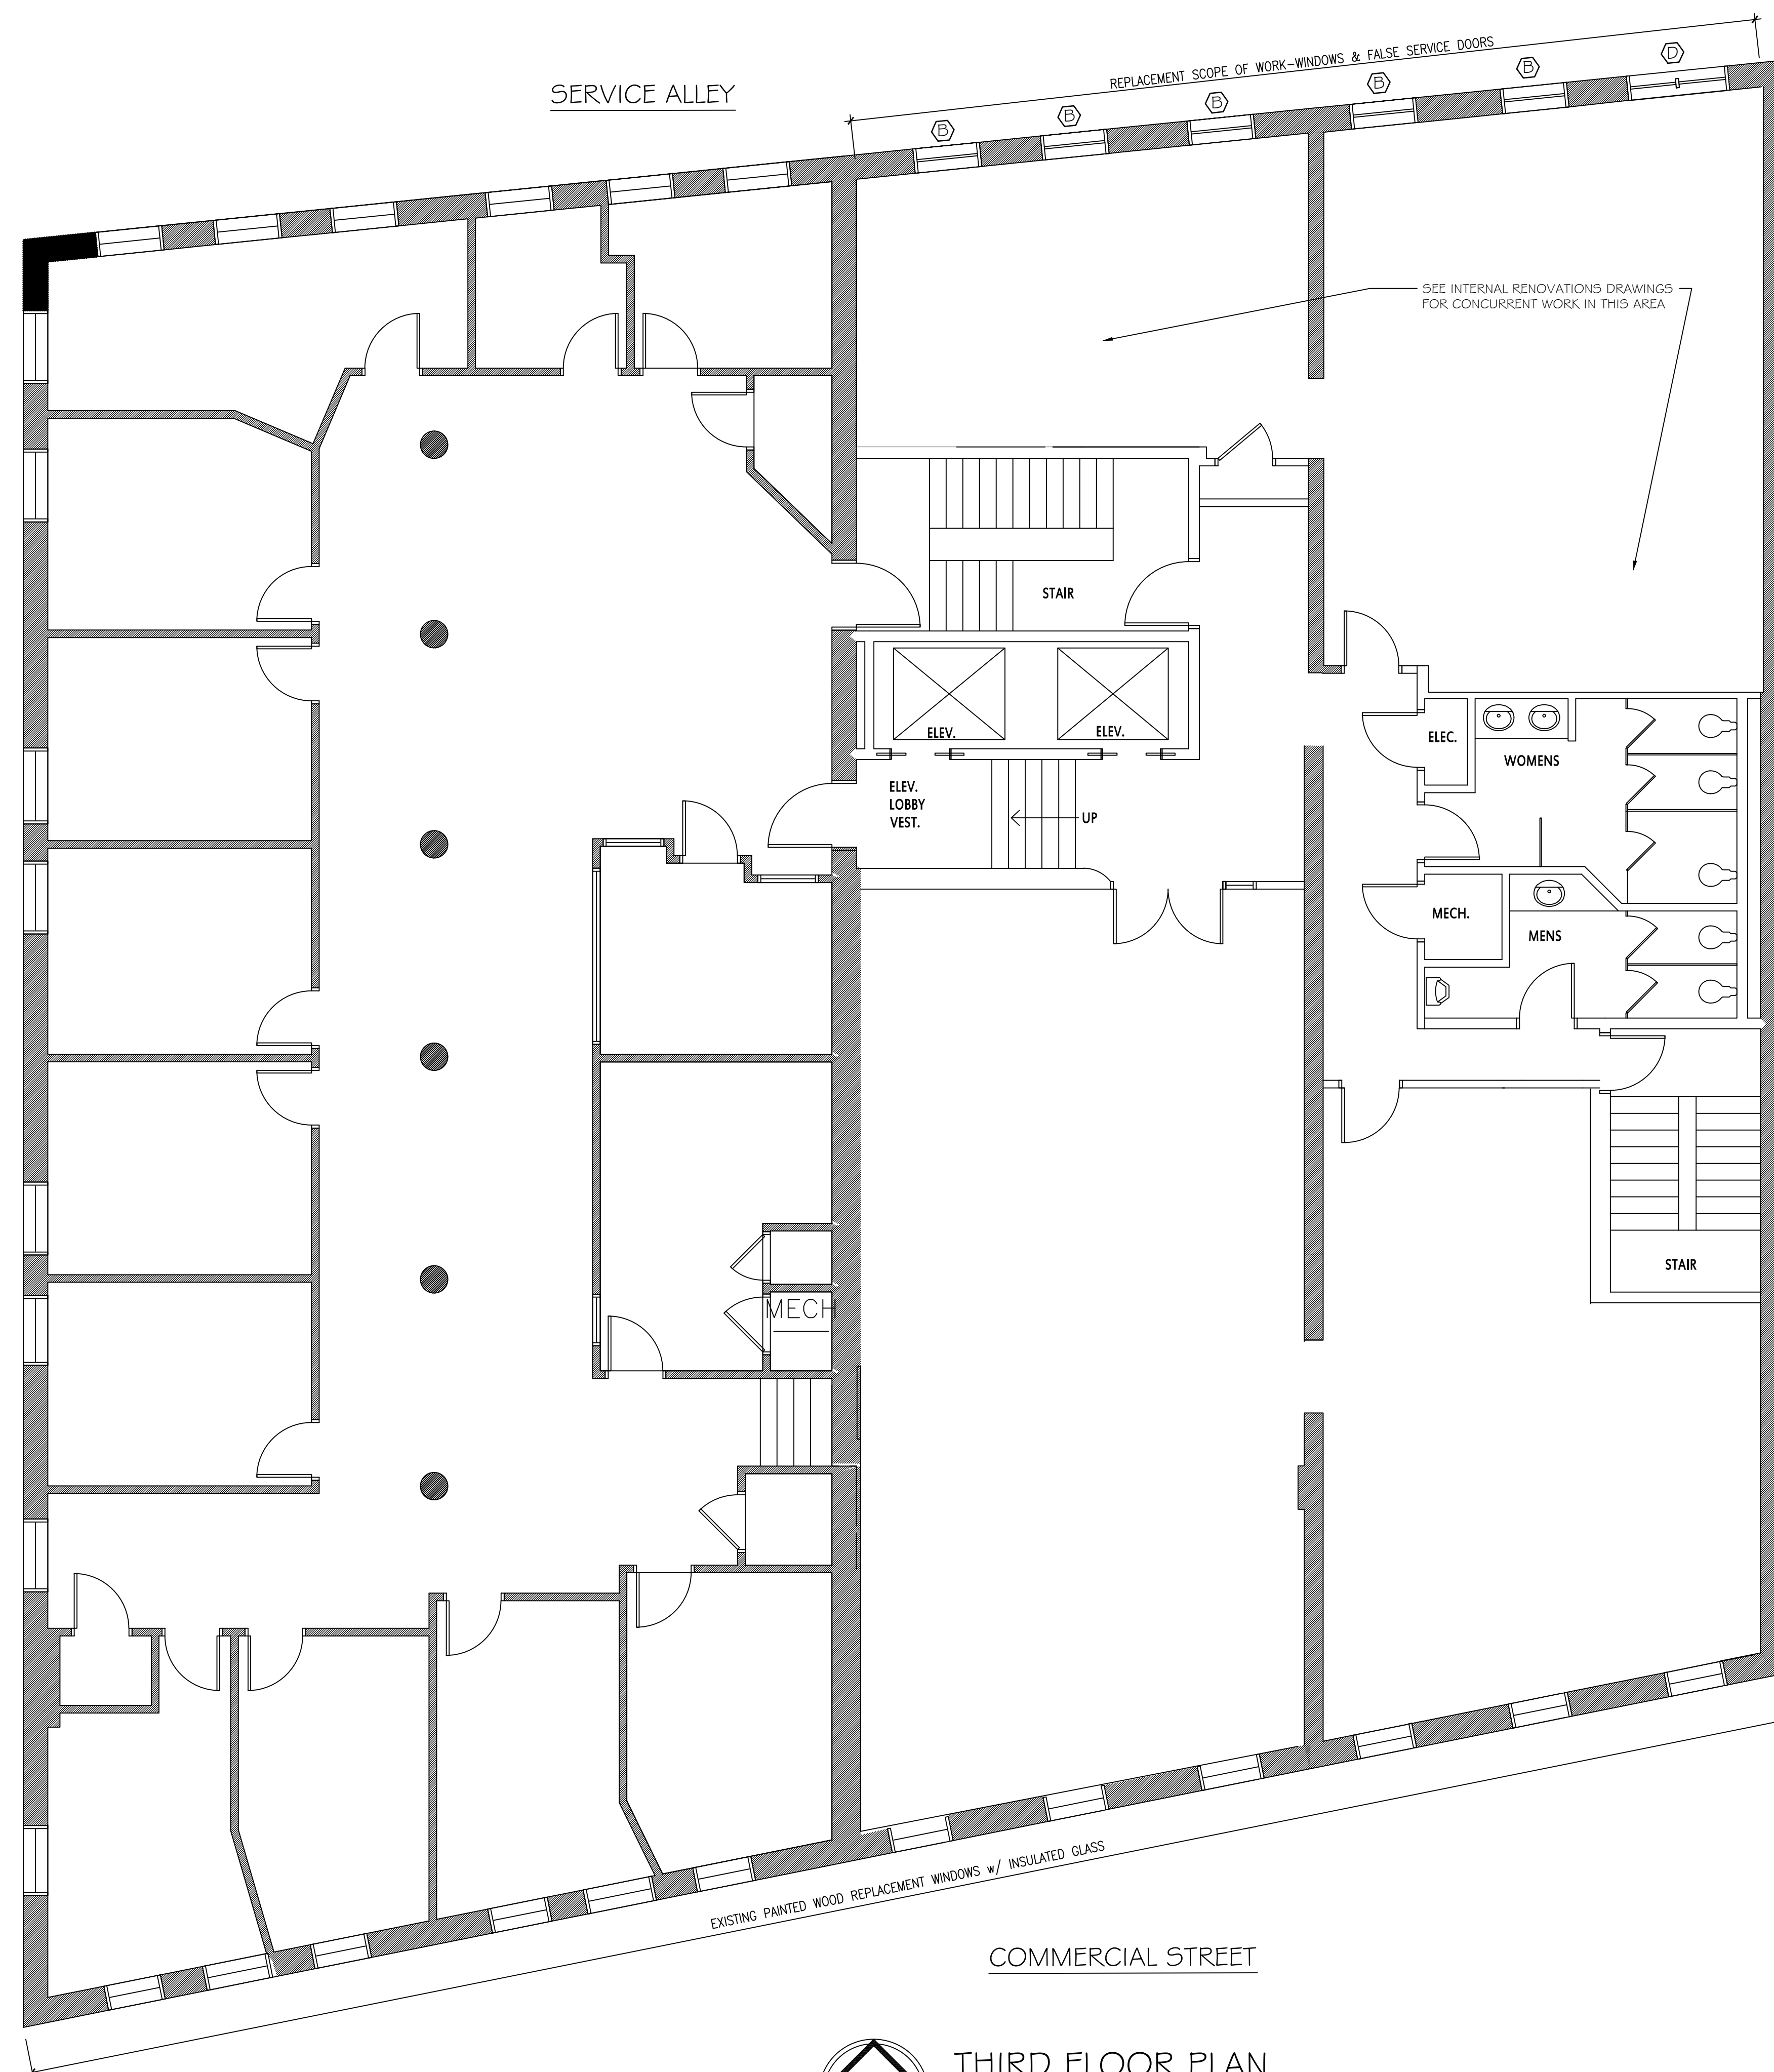 SERVICE ALLEY
REPLACEMENT SCOPE OF WORK-WINDOWS & FALSE SERVICE DOORS
B
B
B
B
B
D
SEE INTERNAL RENOVATIONS DRAWINGS
FOR CONCURRENT WORK IN THIS AREA
STAIR
ELEV.
ELEV.
ELEC.
WOMENS
ELEV.
LOBBY
VEST.
UP
MECH.
MENS
STAIR
MECH
EXISTING PAINTED WOOD REPLACEMENT WINDOWS w/ INSULATED GLASS
COMMERCIAL STREET
THIRD FLOOR PLAN